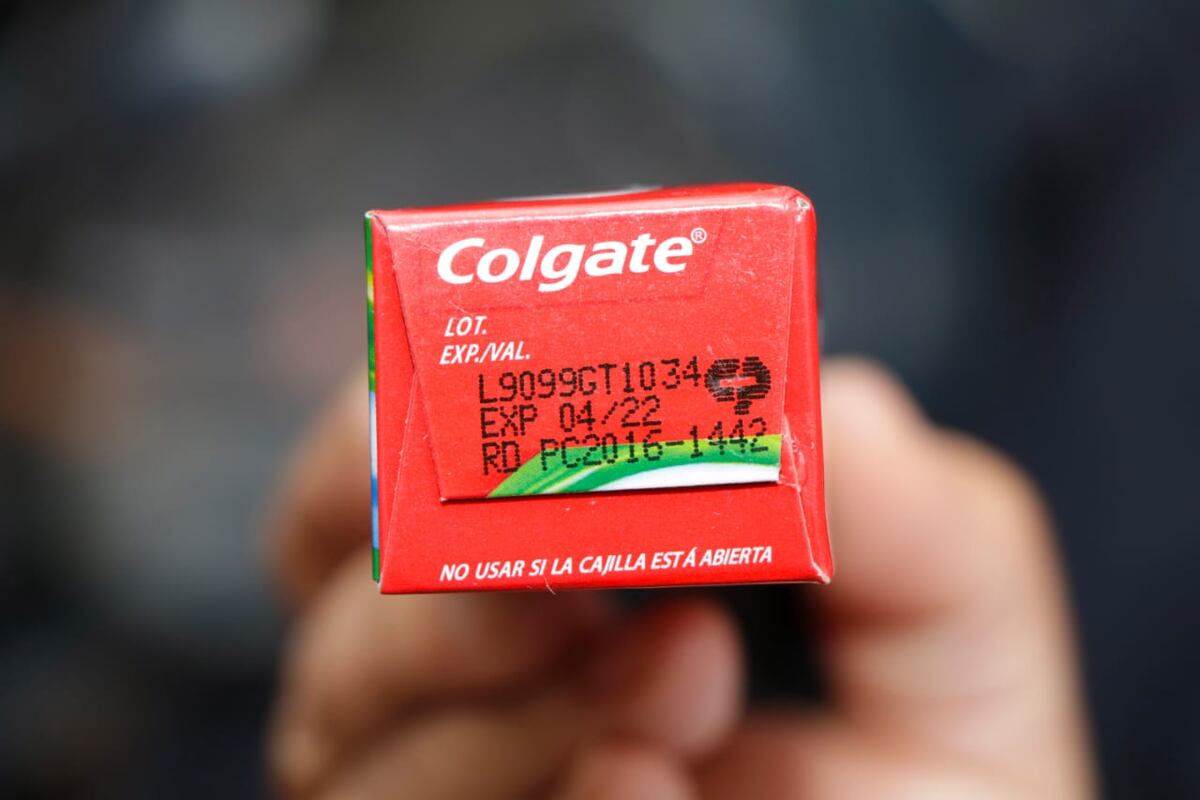 Colgate®
LOT.
EXP./VAL.
L9099GT1034
EXP 04/22
RD PC2016-1442
NO USAR SI LA CAJILLA ESTÁ ABIERTA